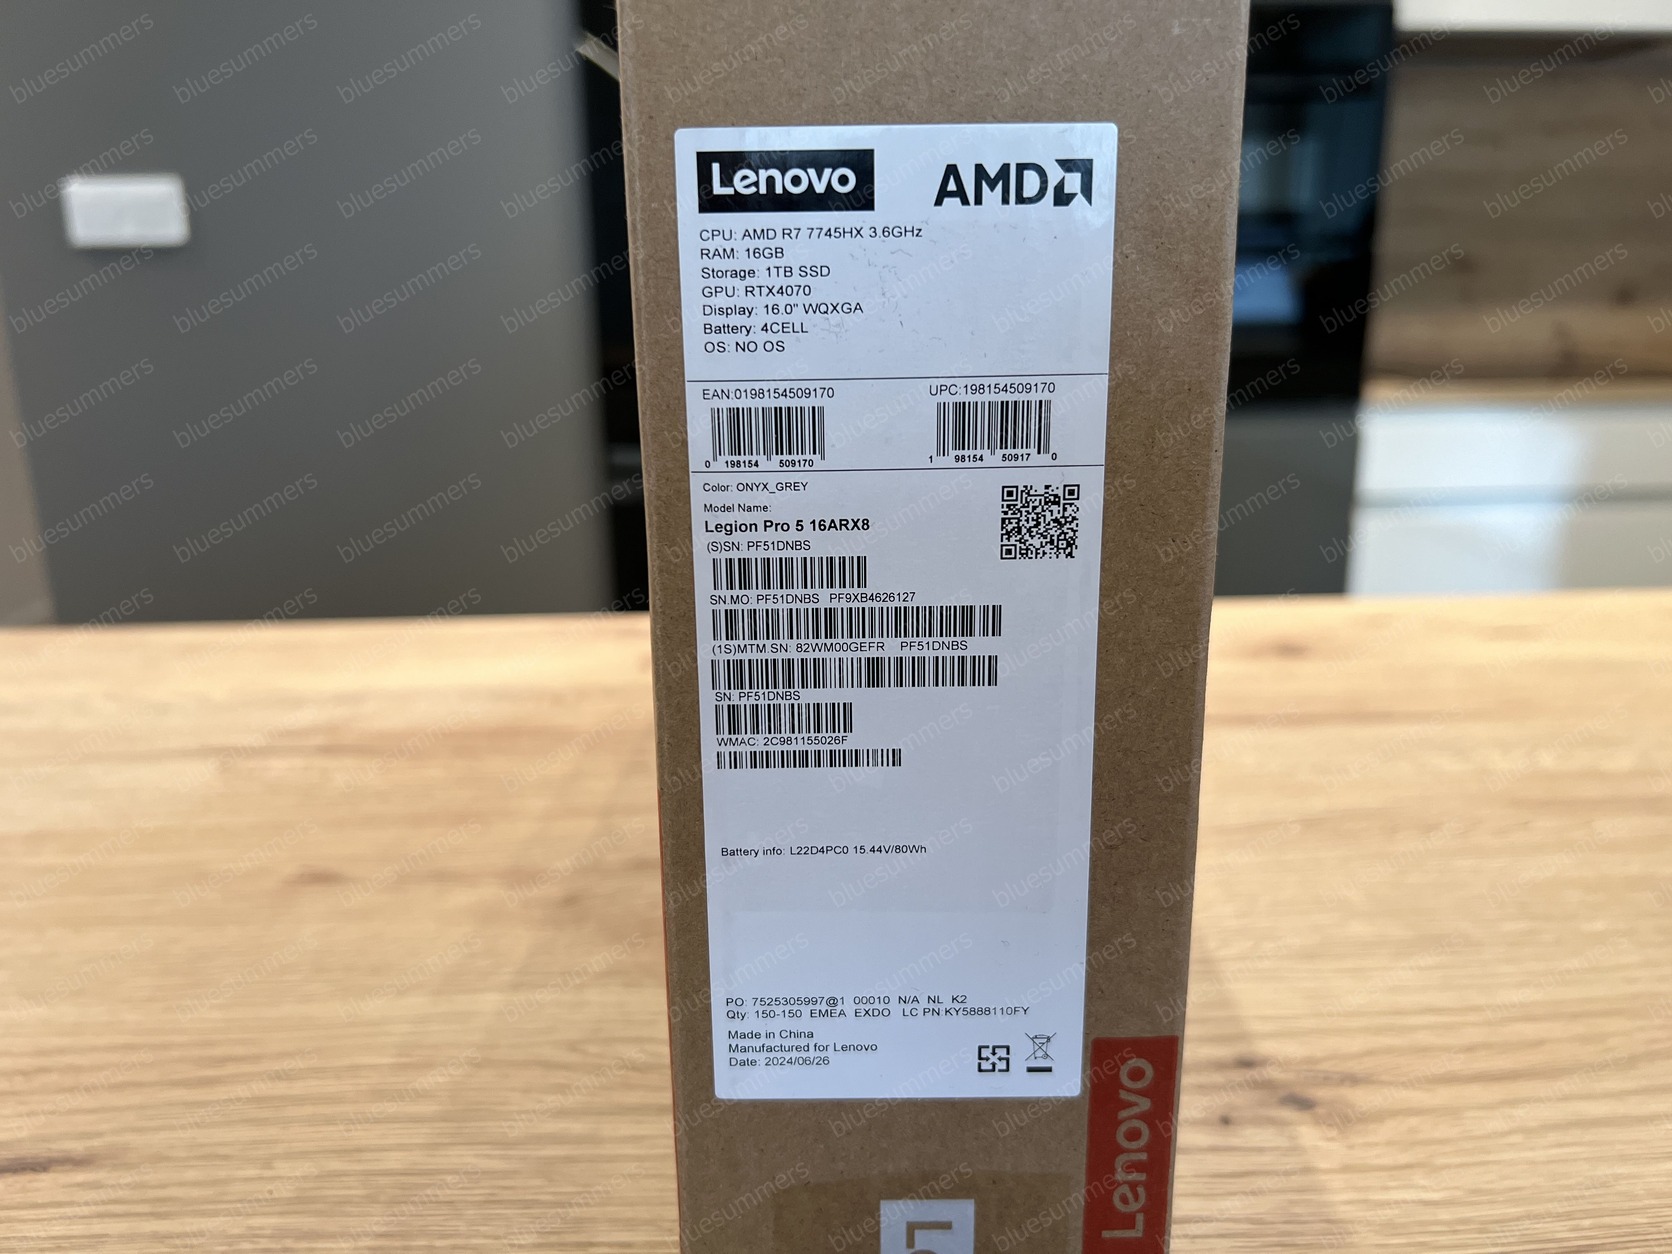 Lenovo AMD
CPU: AMD R7 7745HX 3.6GHz
RAM: 16GB
Storage: 1TB SSD
GPU: RTX4070
Display: 16.0" WQXGA
Battery: 4CELL
OS: NO OS
EAN:0198154509170 UPC:198154509170
0 198154 509170 1 98154 50917 0
Color: ONYX_GREY
Model Name:
Legion Pro 5 16ARX8
(S)SN: PF51DNBS
SN.MO: PF51DNBS PF9XB4626127
(1S)MTM.SN: 82WM00GEFR PF51DNBS
SN: PF51DNBS
WMAC: 2C981155026F
Battery info: L22D4PC0 15.44V/80Wh
PO: 7525305997@1 00010 N/A NL K2
Qty: 150-150 EMEA EXDO LC PN:KY5888110FY
Made in China
Manufactured for Lenovo
Date: 2024/06/26
Lenovo
bluesummers